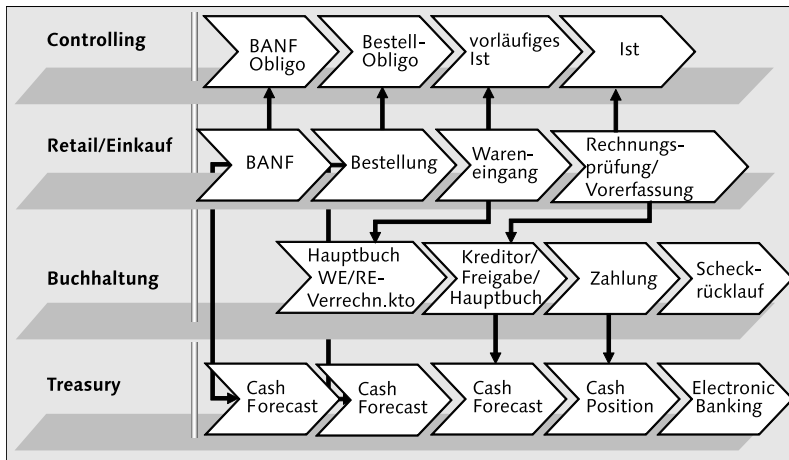 Controlling
BANF
Obligo
Bestell-
Obligo
vorläufiges
Ist
Ist
Retail/Einkauf
BANF
Bestellung
Waren-
eingang
Rechnungs-
prüfung/
Vorerfassung
Buchhaltung
Hauptbuch
WE/RE-
Verrechn.kto
Kreditor/
Freigabe/
Hauptbuch
Zahlung
Scheck-
rücklauf
Treasury
Cash
Forecast
Cash
Forecast
Cash
Forecast
Cash
Position
Electronic
Banking